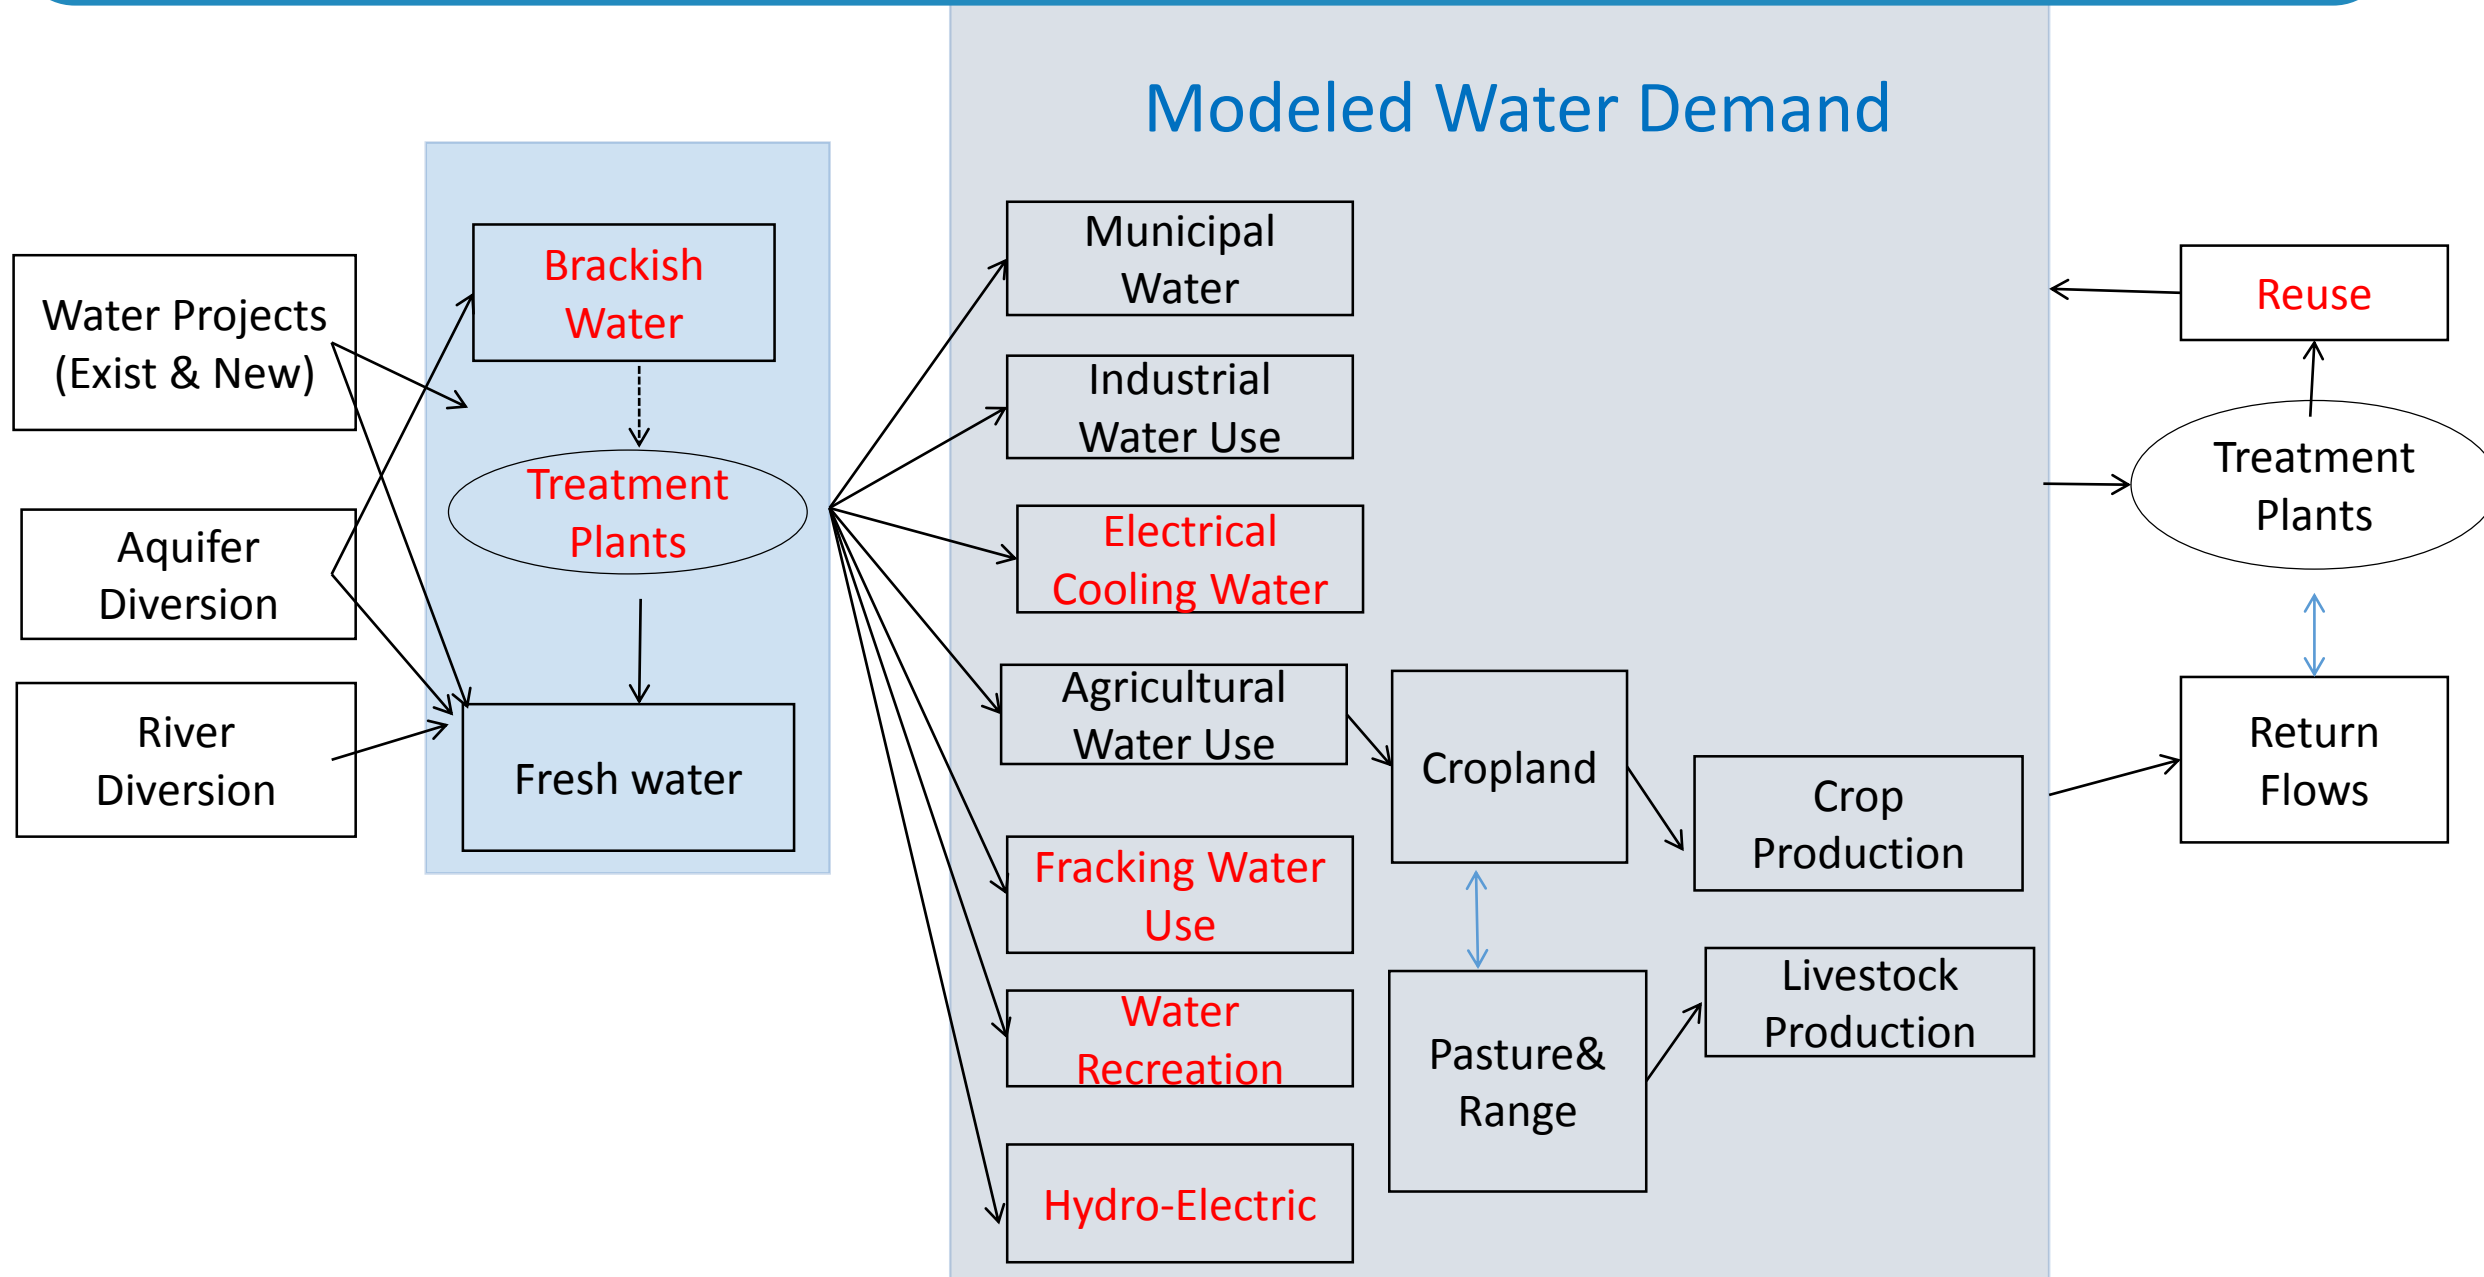 Modeled Water Demand
Water Projects
(Exist & New)
Aquifer
Diversion
River
Diversion
Brackish
Water
Treatment
Plants
Fresh water
Municipal
Water
Industrial
Water Use
Electrical
Cooling Water
Agricultural
Water Use
Fracking Water
Use
Water
Recreation
Hydro-Electric
Cropland
Pasture&
Range
Crop
Production
Livestock
Production
Reuse
Treatment
Plants
Return
Flows